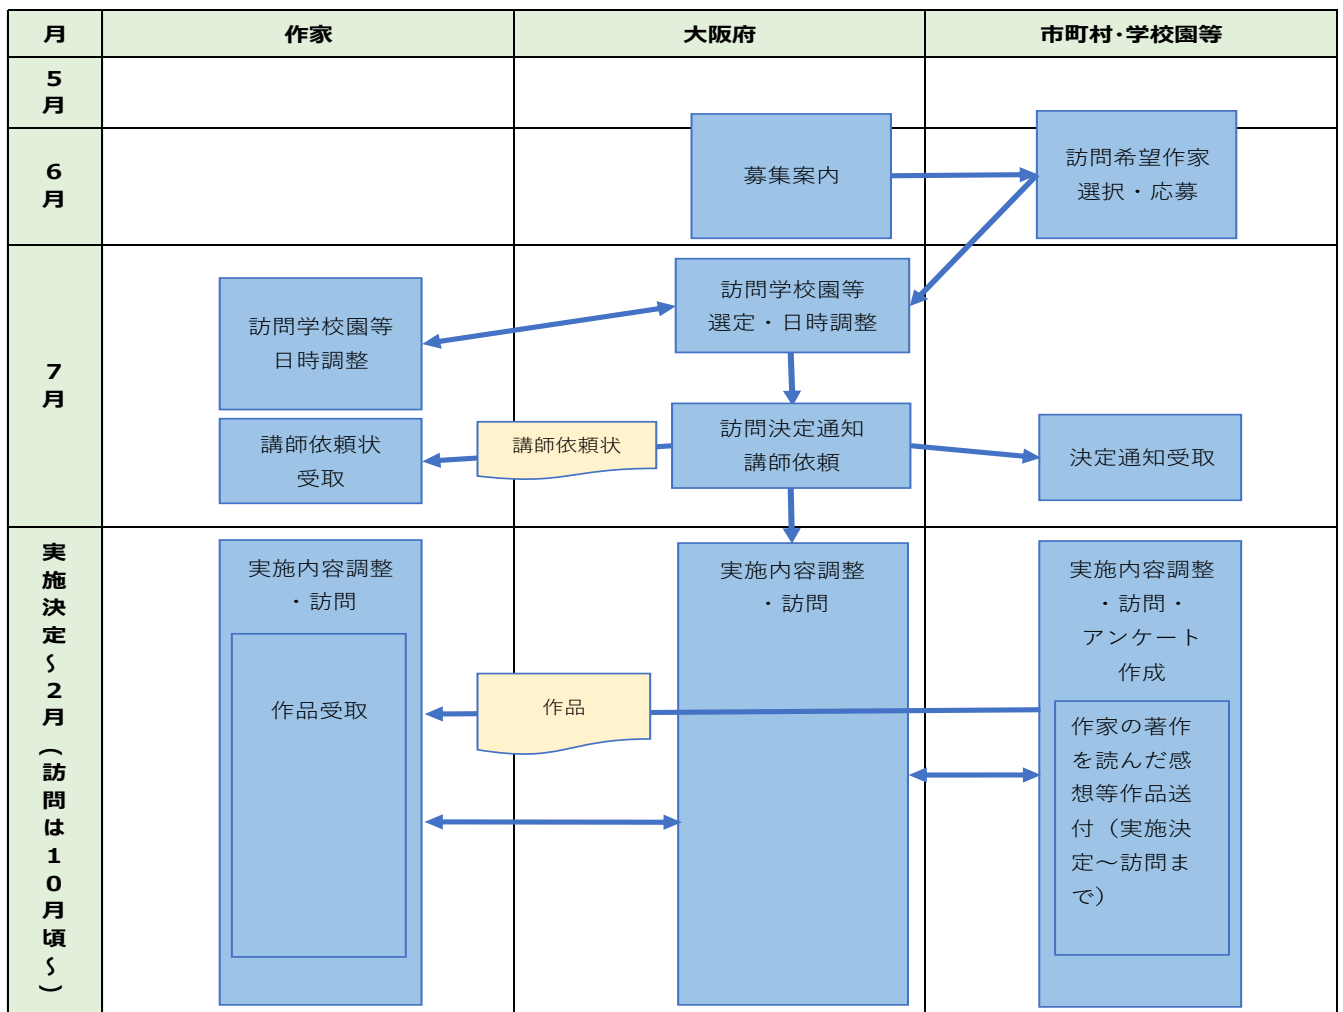 月
作家
大阪府
市町村・学校園等
5
月
6
月
募集案内
訪問希望作家
選択・応募
7
月
訪問学校園等
日時調整
訪問学校園等
選定・日時調整
講師依頼状
受取
講師依頼状
訪問決定通知
講師依頼
決定通知受取
実施決定～2月（訪問は10月頃～）
実施内容調整
・訪問
作品受取
作品
実施内容調整
・訪問
実施内容調整
・訪問・
アンケート
作成
作家の著作
を読んだ感
想等作品送
付（実施決
定～訪問ま
で）